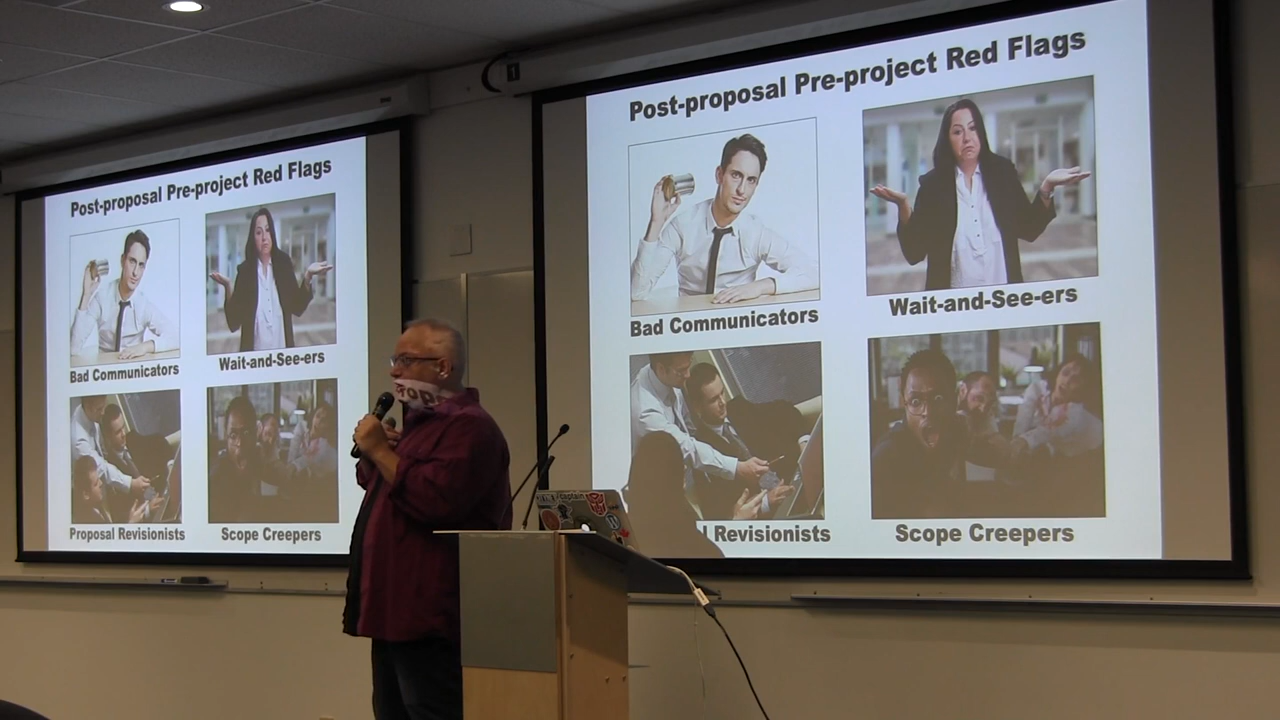 Post-proposal Pre-project Red Flags
Bad Communicators
Wait-and-See-ers
Proposal Revisionists
Scope Creepers
Post-proposal Pre-project Red Flags
Bad Communicators
Wait-and-See-ers
l Revisionists
Scope Creepers
captain